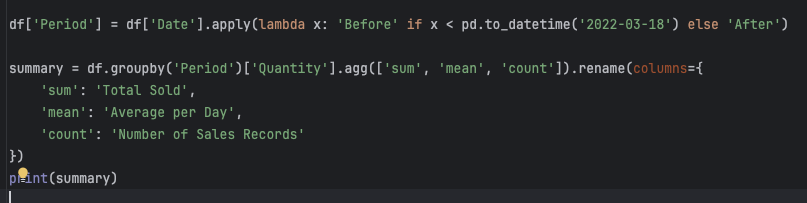 df['Period'] = df['Date'].apply(lambda x: 'Before' if x < pd.to_datetime('2022-03-18') else 'After')
summary = df.groupby('Period')['Quantity'].agg(['sum', 'mean', 'count']).rename(columns={
    'sum': 'Total Sold',
    'mean': 'Average per Day',
    'count': 'Number of Sales Records'
})
print(summary)